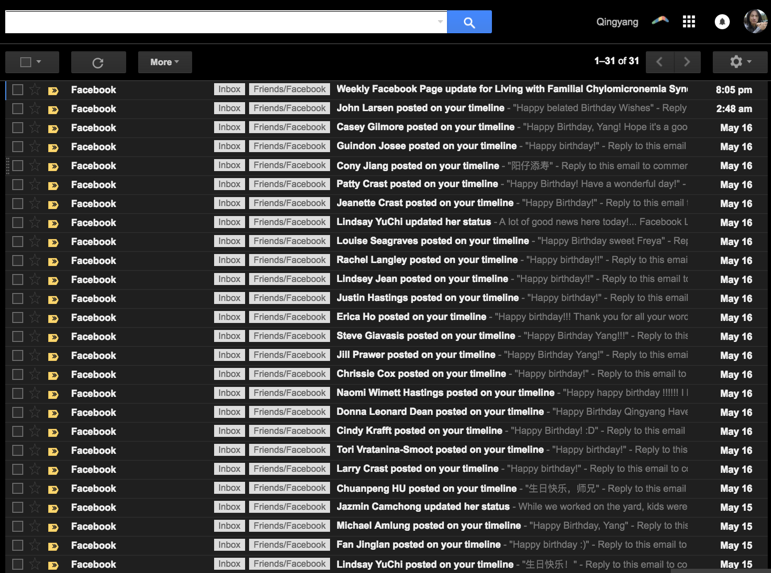 Qingyang
More
1–31 of 31
Facebook Inbox Friends/Facebook Weekly Facebook Page update for Living with Familial Chylomicronemia Syn 8:05 pm
Facebook Inbox Friends/Facebook John Larsen posted on your timeline - "Happy belated Birthday Wishes" - Reply 2:48 am
Facebook Inbox Friends/Facebook Casey Gilmore posted on your timeline - "Happy Birthday, Yang! Hope it's a goo May 16
Facebook Inbox Friends/Facebook Guindon Josee posted on your timeline - "Happy birthday!" - Reply to this email May 16
Facebook Inbox Friends/Facebook Cony Jiang posted on your timeline - "阳仔添寿" - Reply to this email to commer May 16
Facebook Inbox Friends/Facebook Patty Crast posted on your timeline - "Happy Birthday! Have a wonderful day!" - May 16
Facebook Inbox Friends/Facebook Jeanette Crast posted on your timeline - "Happy Birthday!" - Reply to this email May 16
Facebook Inbox Friends/Facebook Lindsay YuChi updated her status - A lot of good news here today!... Facebook L May 16
Facebook Inbox Friends/Facebook Louise Seagraves posted on your timeline - "Happy Birthday sweet Freya" - Rep May 16
Facebook Inbox Friends/Facebook Rachel Langley posted on your timeline - "Happy birthday!!" - Reply to this emai May 16
Facebook Inbox Friends/Facebook Lindsey Jean posted on your timeline - "Happy birthday!!" - Reply to this email to May 16
Facebook Inbox Friends/Facebook Justin Hastings posted on your timeline - "Happy birthday!" - Reply to this email May 16
Facebook Inbox Friends/Facebook Erica Ho posted on your timeline - "Happy birthday!!! Thank you for all your word May 16
Facebook Inbox Friends/Facebook Steve Giavasis posted on your timeline - "Happy Birthday Yang!!!" - Reply to this May 16
Facebook Inbox Friends/Facebook Jill Prawer posted on your timeline - "Happy Birthday Yang!" - Reply to this emai May 16
Facebook Inbox Friends/Facebook Chrissie Cox posted on your timeline - "Happy birthday!" - Reply to this email to May 16
Facebook Inbox Friends/Facebook Naomi Wimett Hastings posted on your timeline - "Happy happy birthday !!!!!! I May 16
Facebook Inbox Friends/Facebook Donna Leonard Dean posted on your timeline - "Happy Birthday Qingyang Have May 16
Facebook Inbox Friends/Facebook Cindy Krafft posted on your timeline - "Happy Birthday! :D" - Reply to this email May 16
Facebook Inbox Friends/Facebook Tori Vratanina-Smoot posted on your timeline - "Happy birthday!" - Reply to this May 16
Facebook Inbox Friends/Facebook Larry Crast posted on your timeline - "Happy birthday!" - Reply to this email to co May 16
Facebook Inbox Friends/Facebook Chuanpeng HU posted on your timeline - "生日快乐，师兄" - Reply to this email May 16
Facebook Inbox Friends/Facebook Jazmin Camchong updated her status - While we worked on the yard, kids were May 15
Facebook Inbox Friends/Facebook Michael Amlung posted on your timeline - "Happy Birthday, Yang" - Reply to this May 15
Facebook Inbox Friends/Facebook Fan Jinglan posted on your timeline - "Happy birthday :)" - Reply to this email to May 15
Facebook Inbox Friends/Facebook Lindsay YuChi posted on your timeline - "生日快乐！" - Reply to this email to co May 15